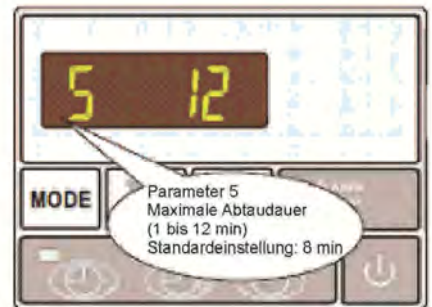 5 12
MODE
Parameter 5
Maximale Abtaudauer
(1 bis 12 min)
Standardeinstellung: 8 min